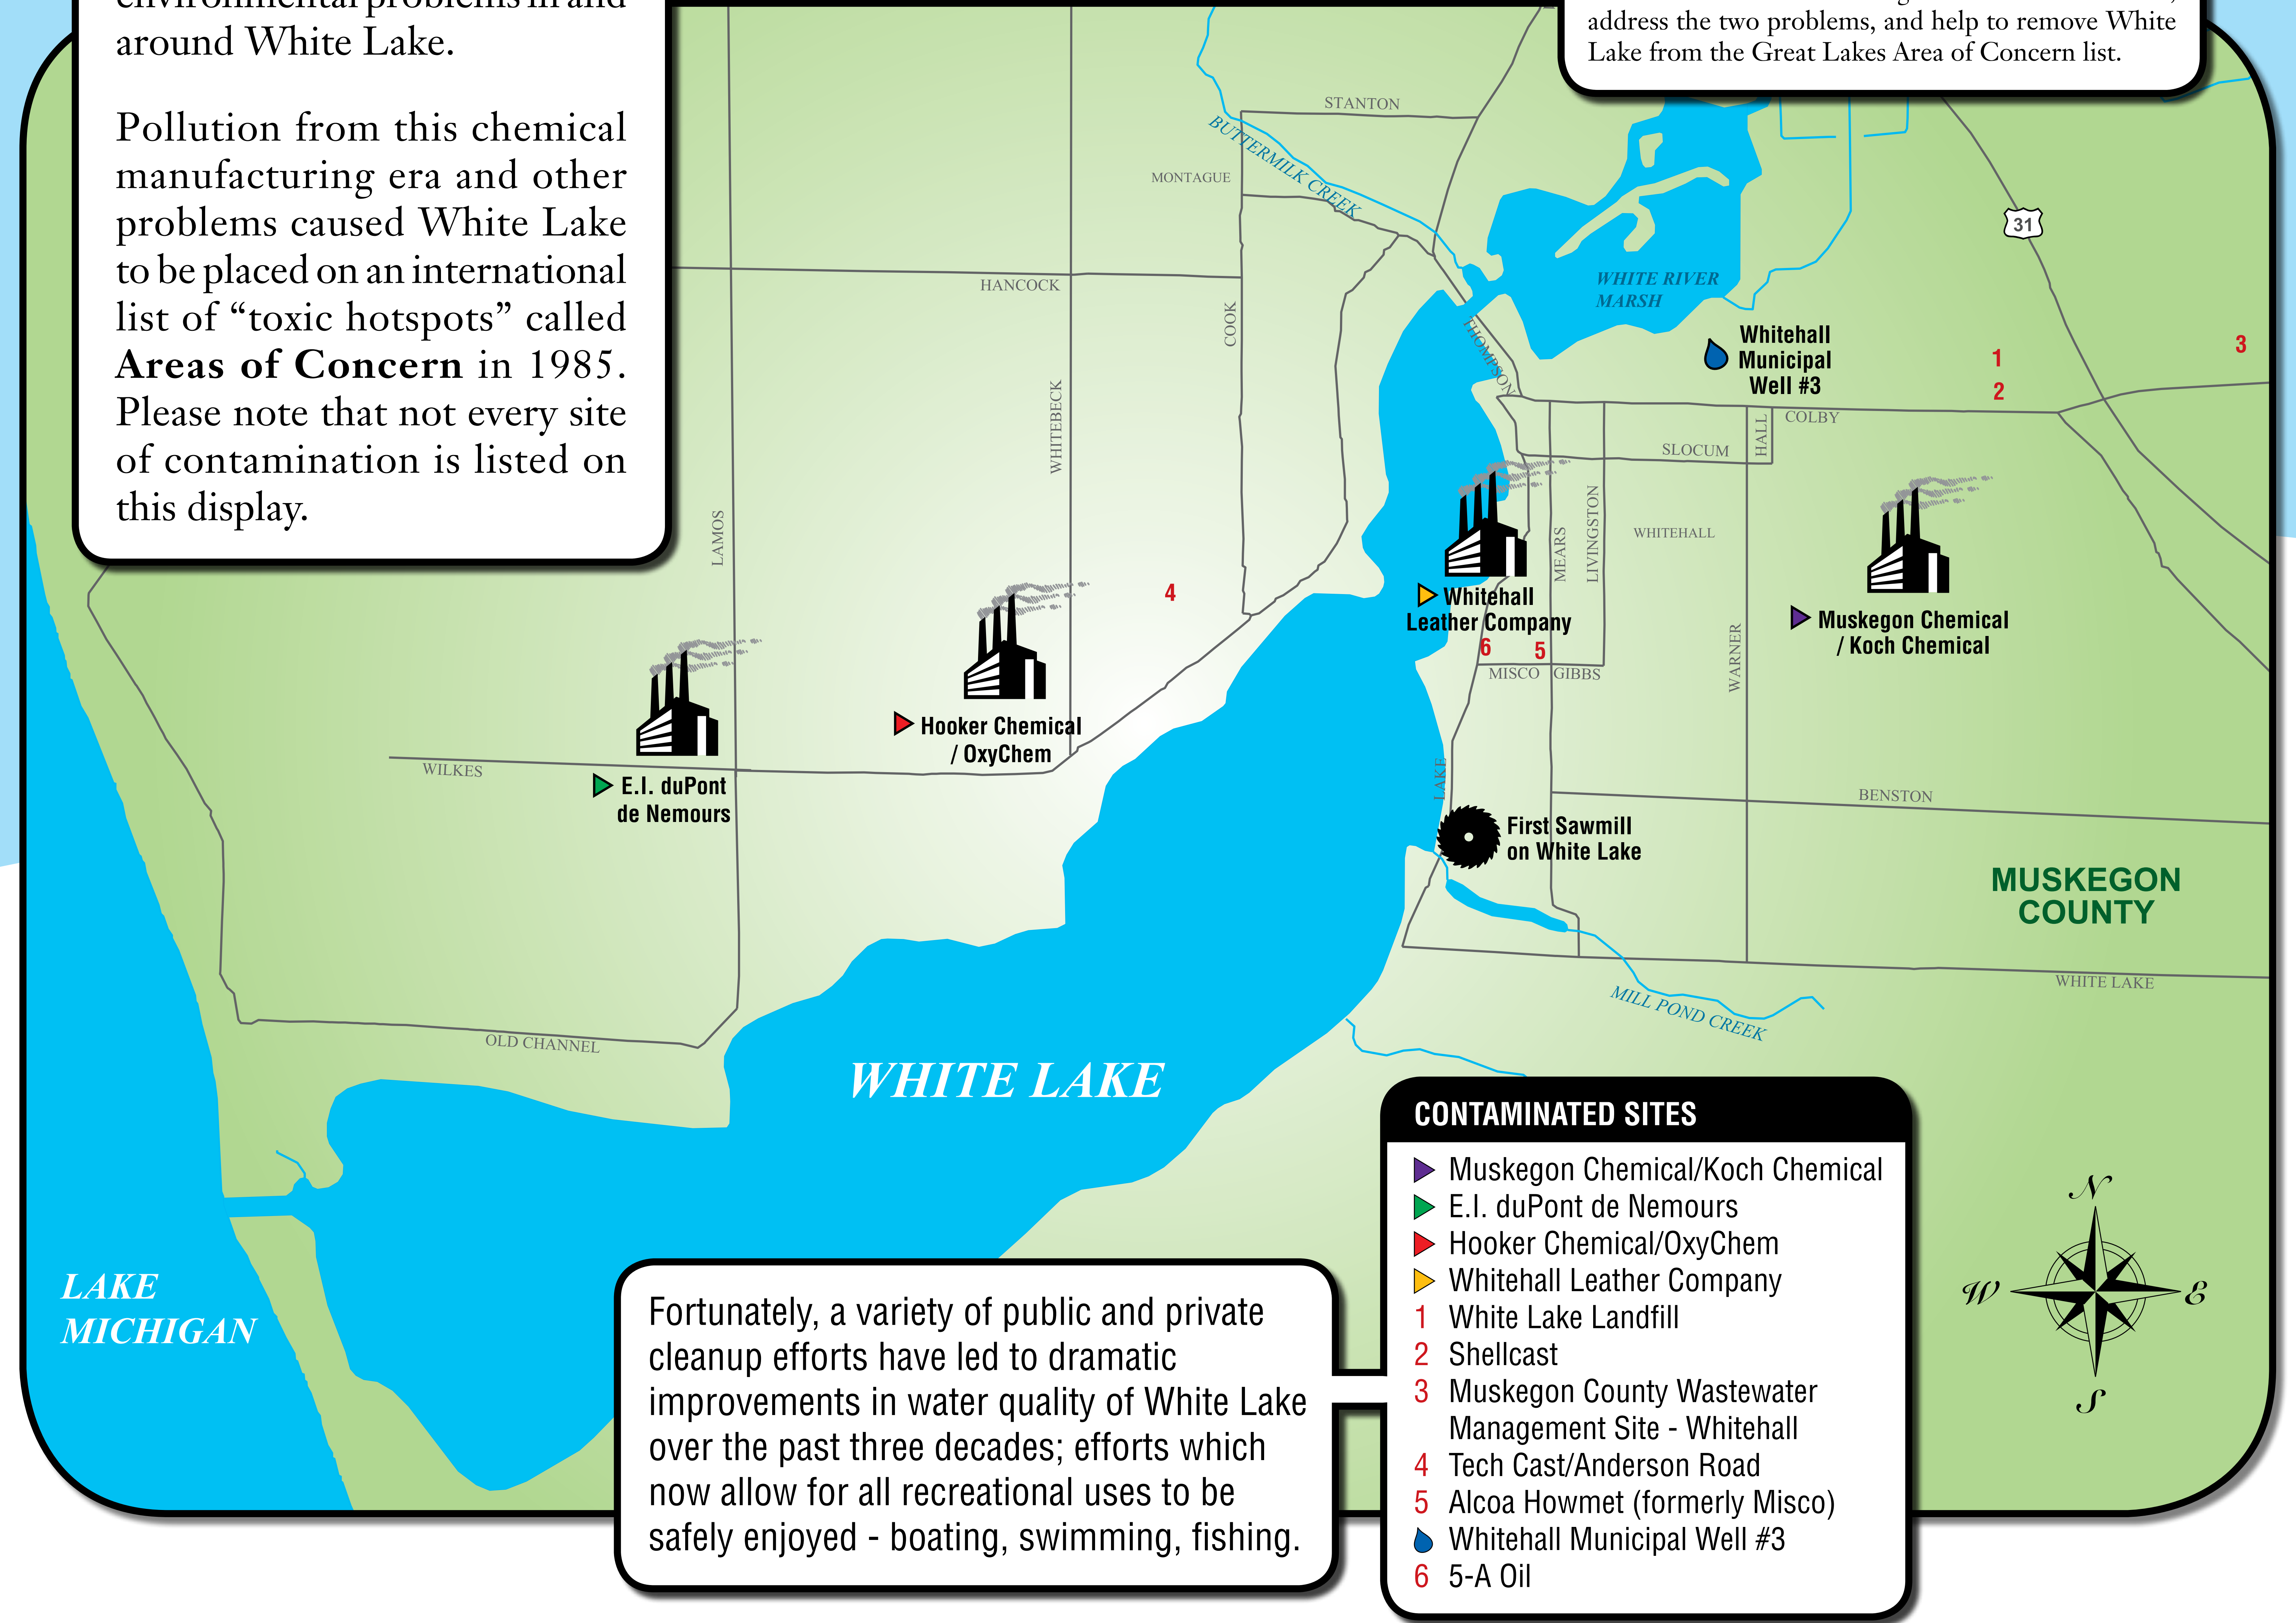 environmental problems in and
around White Lake.
Pollution from this chemical
manufacturing era and other
problems caused White Lake
to be placed on an international
list of “toxic hotspots” called
Areas of Concern in 1985.
Please note that not every site
of contamination is listed on
this display.
address the two problems, and help to remove White
Lake from the Great Lakes Area of Concern list.
STANTON
BUTTERMILK CREEK
MONTAGUE
31
HANCOCK
COOK
WHITE RIVER
MARSH
THOMPSON
Whitehall
Municipal
Well #3
1
2
3
COLBY
HALL
SLOCUM
WHITEBECK
LAMOS
MEARS
LIVINGSTON
WHITEHALL
WARNER
4
Whitehall
Leather Company
6
5
MISCO
GIBBS
Muskegon Chemical
/ Koch Chemical
Hooker Chemical
/ OxyChem
WILKES
E.I. duPont
de Nemours
LAKE
BENSTON
First Sawmill
on White Lake
MUSKEGON
COUNTY
WHITE LAKE
MILL POND CREEK
OLD CHANNEL
WHITE LAKE
LAKE
MICHIGAN
Fortunately, a variety of public and private
cleanup efforts have led to dramatic
improvements in water quality of White Lake
over the past three decades; efforts which
now allow for all recreational uses to be
safely enjoyed - boating, swimming, fishing.
CONTAMINATED SITES
Muskegon Chemical/Koch Chemical
E.I. duPont de Nemours
Hooker Chemical/OxyChem
Whitehall Leather Company
1 White Lake Landfill
2 Shellcast
3 Muskegon County Wastewater
Management Site - Whitehall
4 Tech Cast/Anderson Road
5 Alcoa Howmet (formerly Misco)
Whitehall Municipal Well #3
6 5-A Oil
N
W
E
S